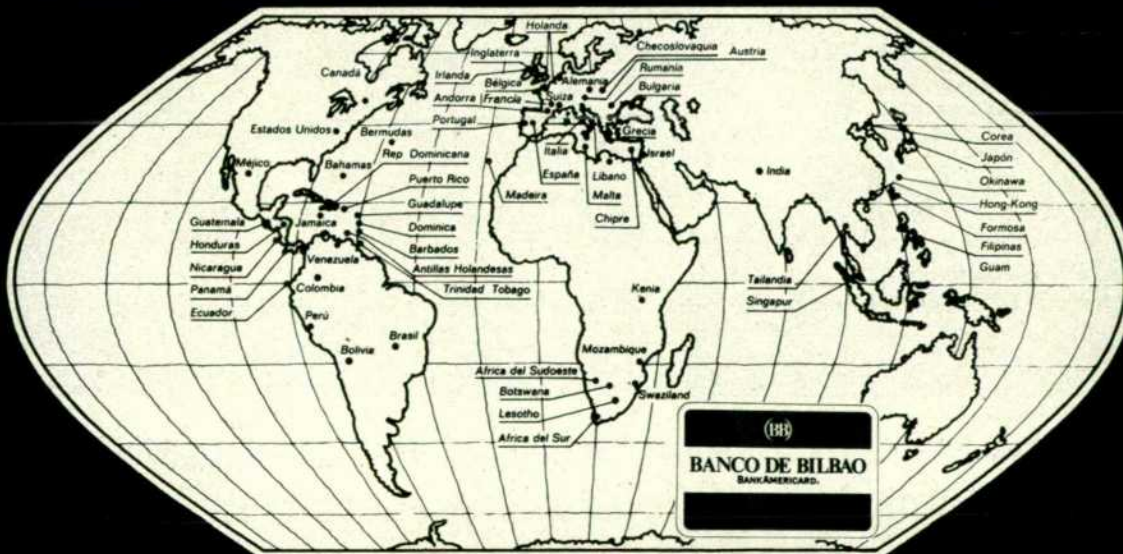 Holanda
Inglaterra
Checoslovaquia
Austria
Canadá
Irlanda
Alemania
Rumania
Bélgica
Suiza
Bulgaria
Andorra
Francia
Portugal
Grecia
Estados Unidos
Bermudas
Italia
Israel
Corea
Rep Dominicana
Japón
Méjico
Bahamas
España
Libano
India
Puerto Rico
Okinawa
Madeira
Malta
Guadalupe
Hong-Kong
Guatemala
Jamaica
Chipre
Dominica
Formosa
Honduras
Barbados
Filipinas
Venezuela
Nicaragua
Antillas Holandesas
Guam
Panamá
Colombia
Trinidad Tobago
Kenia
Tailandia
Ecuador
Singapur
Perú
Brasil
Bolivia
Mozambique
Africa del Sudoeste
Botswana
Swaziland
Lesotho
Africa del Sur
(BB)
BANCO DE BILBAO
BANKAMERICARD.